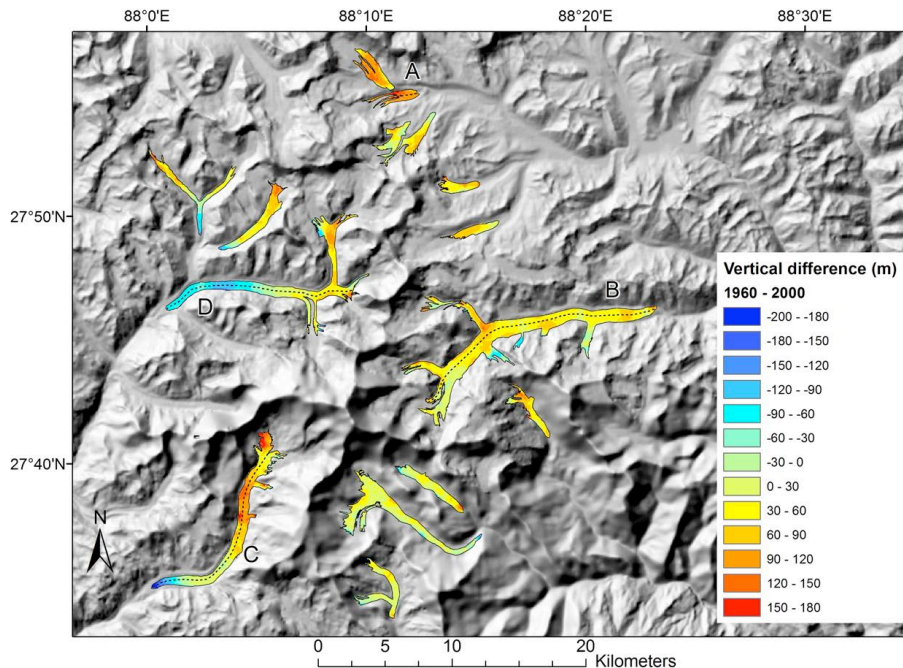 88°0'E 88°10'E 88°20'E 88°30'E
A
27°50'N
Vertical difference (m)
1960 - 2000
-200 - -180
-180 - -150
-150 - -120
-120 - -90
-90 - -60
-60 - -30
-30 - 0
0 - 30
30 - 60
60 - 90
90 - 120
120 - 150
150 - 180
B
D
27°40'N
N
C
0 5 10 20
Kilometers